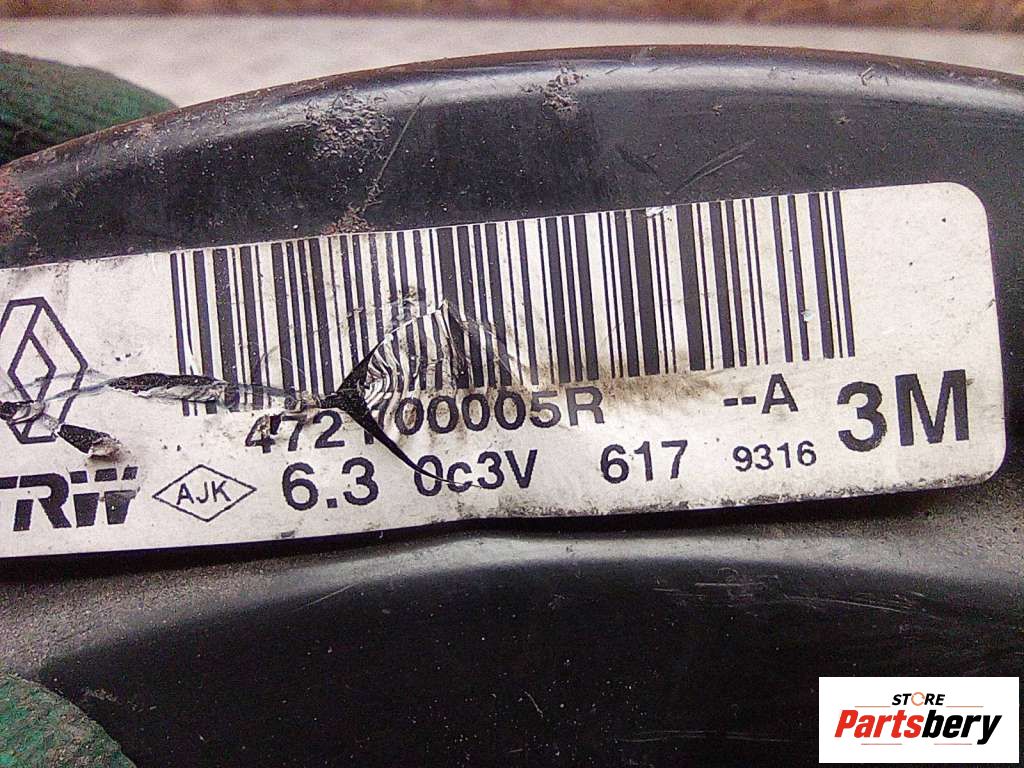 472100005R --A 3M
TRW AJK 6.3 0c3V 617 9316
STORE
Partsbery